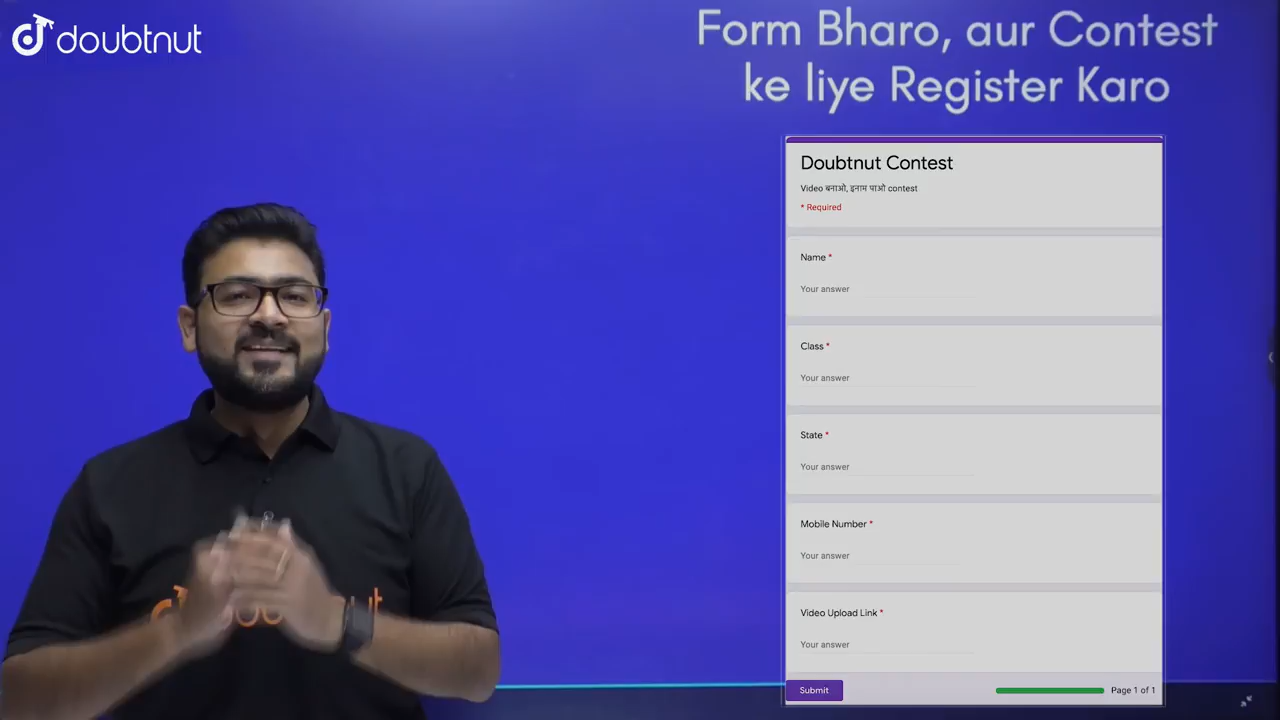 doubtnut
Form Bharo, aur Contest
ke liye Register Karo
Doubtnut Contest
Video बनाओ, इनाम पाओ contest
* Required
Name *
Your answer
Class *
Your answer
State *
Your answer
Mobile Number *
Your answer
Video Upload Link *
Your answer
Submit
Page 1 of 1